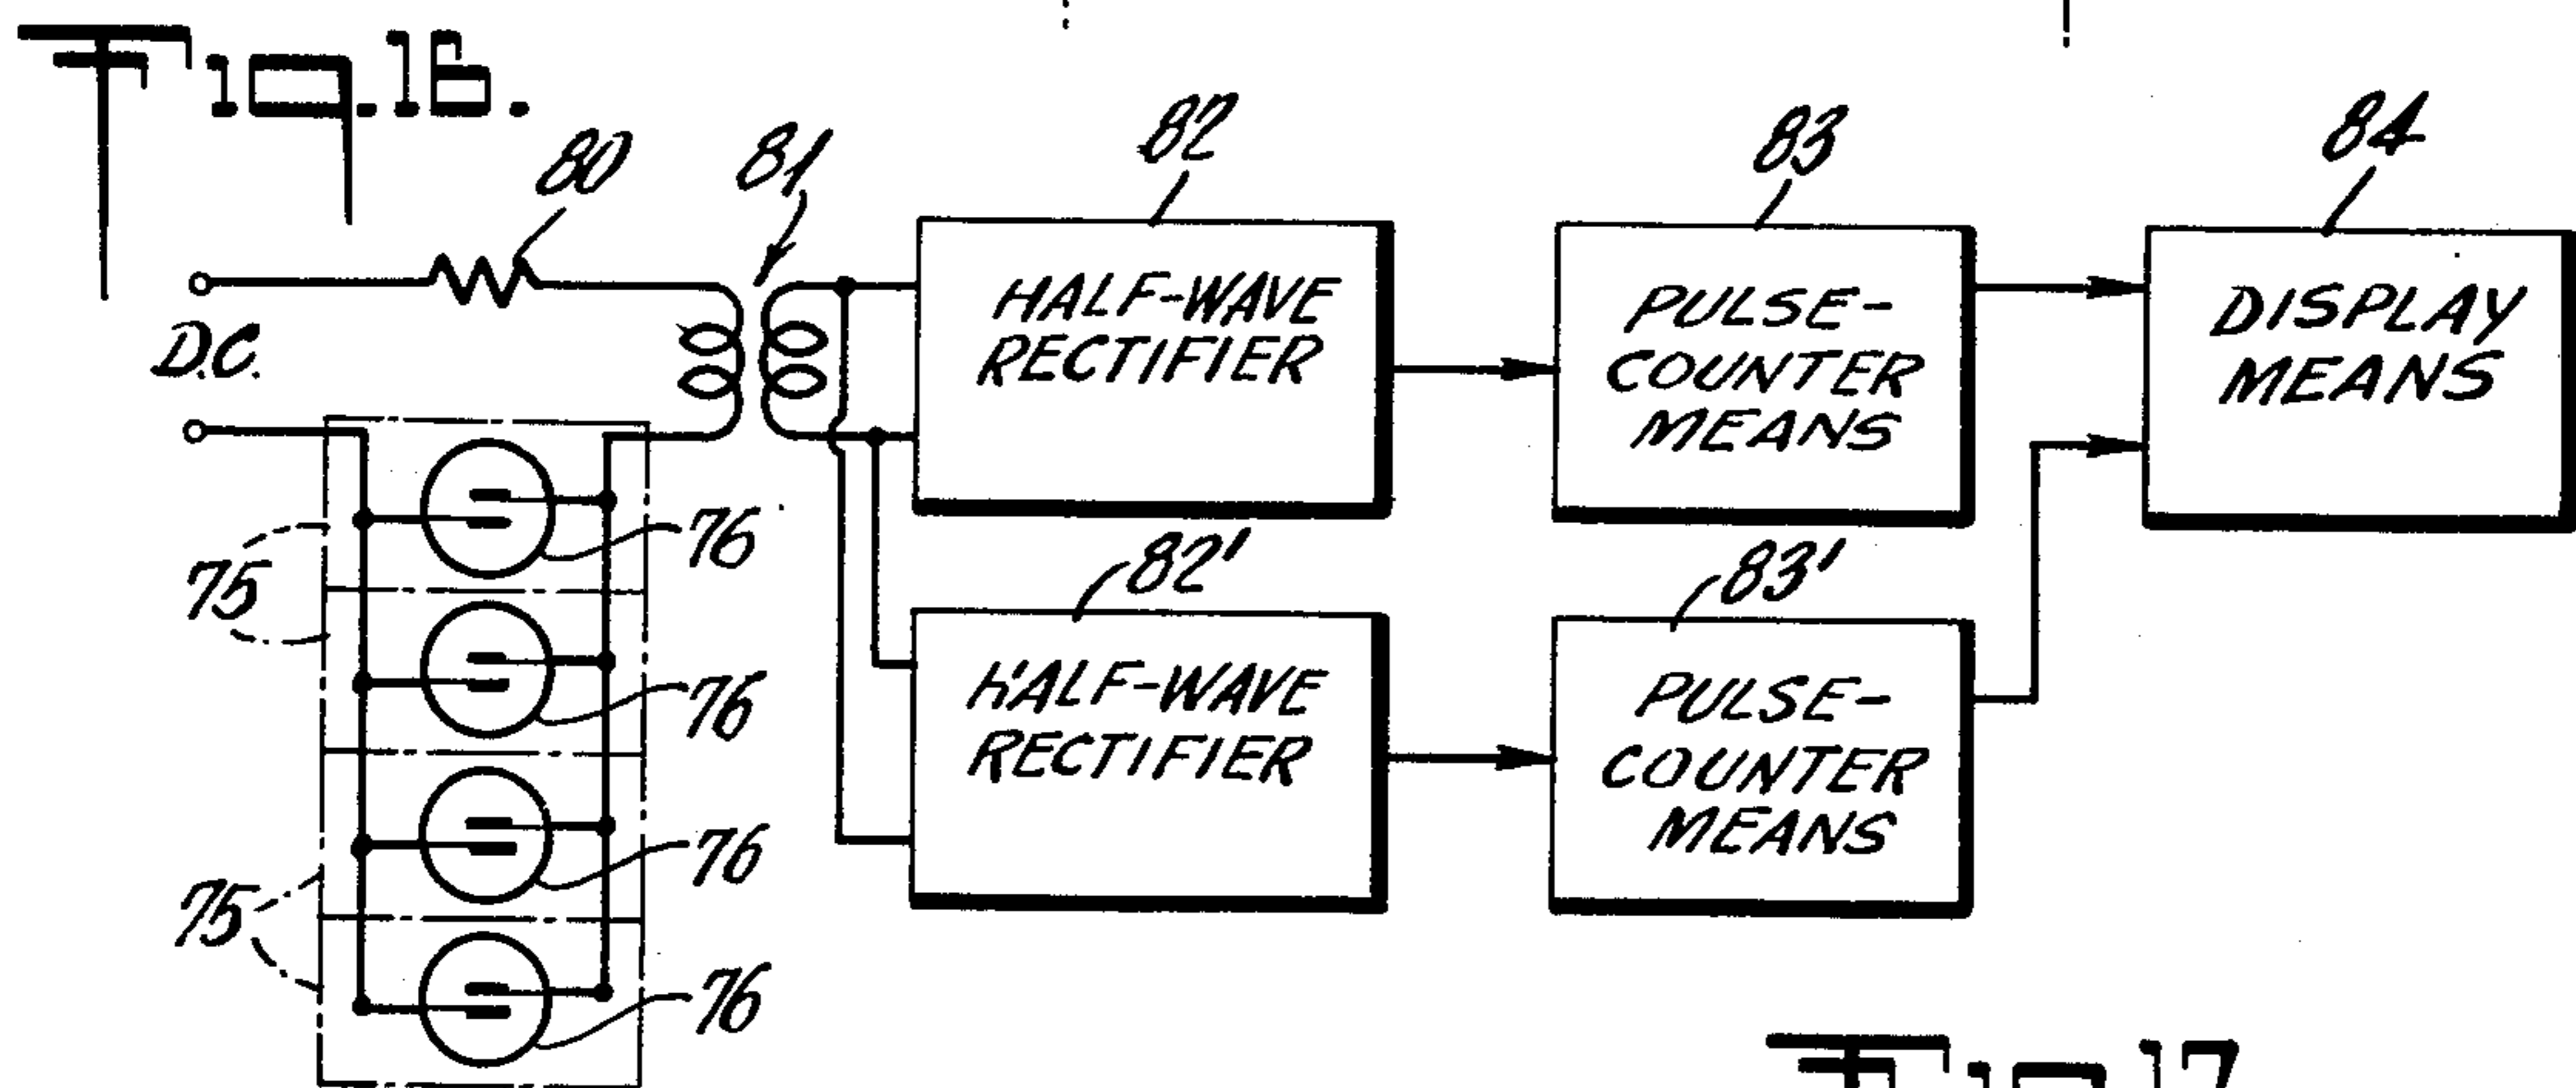 Fig. 16.
80
81
82
83
84
D.C.
HALF-WAVE
RECTIFIER
PULSE-
COUNTER
MEANS
DISPLAY
MEANS
75
76
82'
83'
76
HALF-WAVE
RECTIFIER
PULSE-
COUNTER
MEANS
75
76
76
Fig. 17